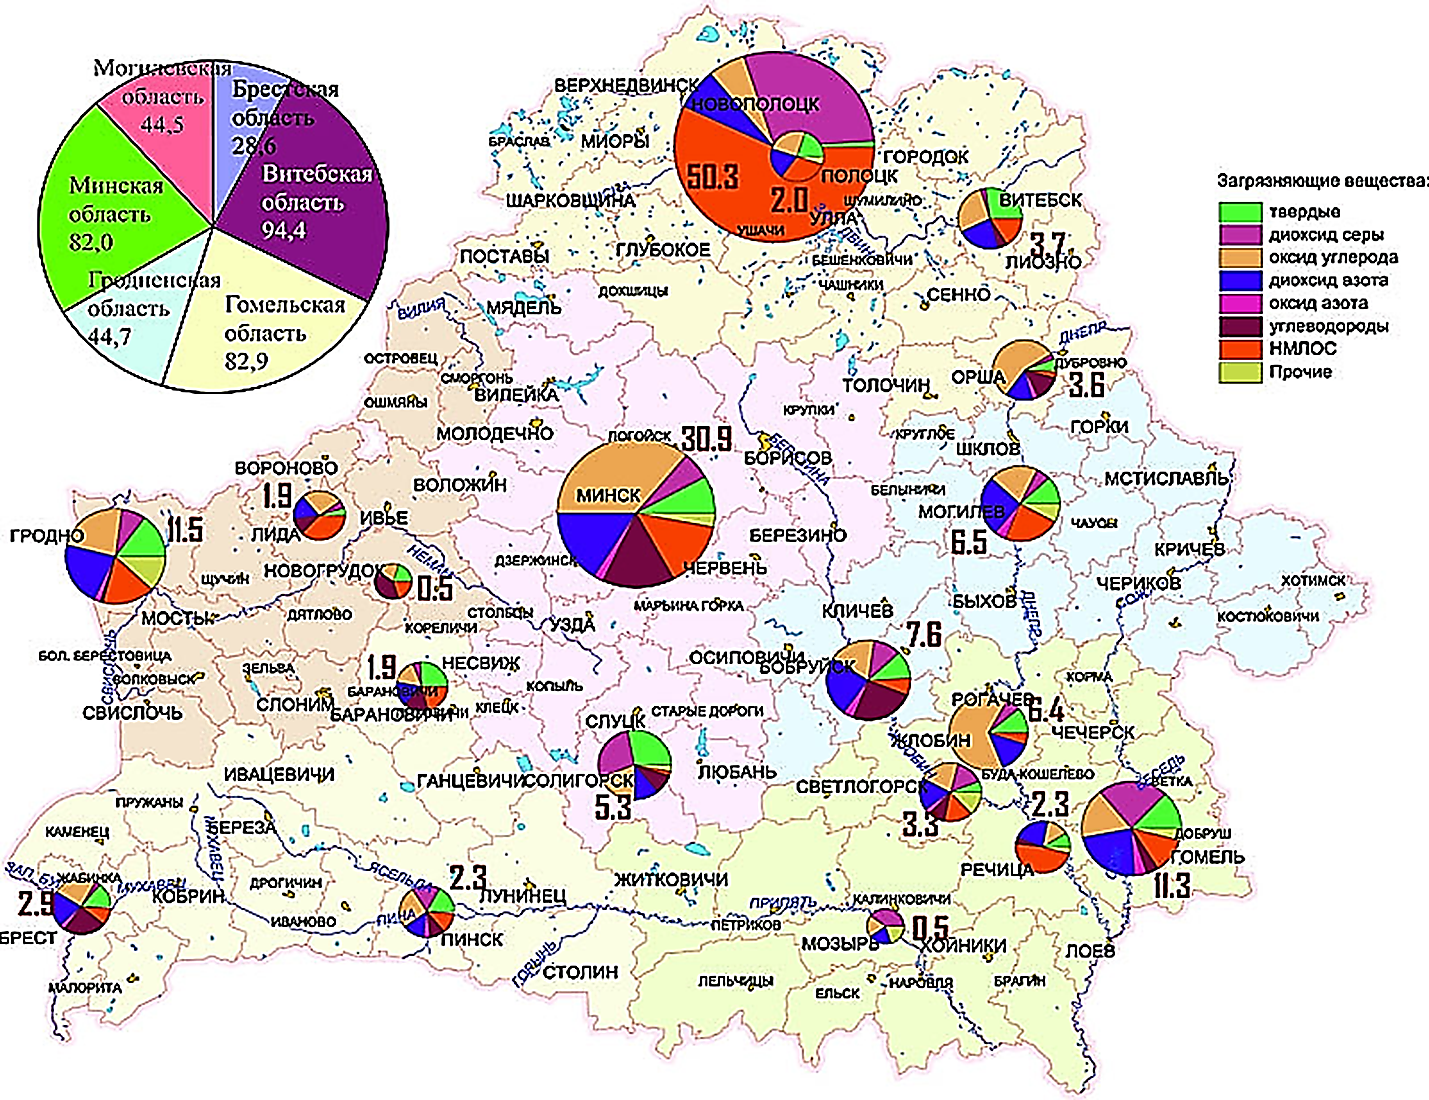 Могилевская
область
44,5
Брестская
область
28,6
Витебская
область
94,4
Минская
область
82,0
Гродненская
область
44,7
Гомельская
область
82,9
Загрязняющие вещества:
твердые
диоксид серы
оксид углерода
диоксид азота
оксид азота
углеводороды
НМЛОС
Прочие
ВЕРХНЕДВИНСК
НОВОПОЛОЦК
БРАСЛАВ
МИОРЫ
ГОРОДОК
ПОЛОЦК
50.3
2.0
ШАРКОВЩИНА
ШУМИЛИНО
ВИТЕБСК
УЛЛА
УШАЧИ
3.7
ЛИОЗНО
ПОСТАВЫ
ГЛУБОКОЕ
БЕШЕНКОВИЧИ
ЧАШНИКИ
ДОКШИЦЫ
СЕННО
ВИЛИЯ
МЯДЕЛЬ
ДНЕПР
ОСТРОВЕЦ
ДУБРОВНО
СМОРГОНЬ
ВИЛЕЙКА
ТОЛОЧИН
ОРША
3.6
ОШМЯНЫ
КРУПКИ
МОЛОДЕЧНО
ЛОГОЙСК
30.9
БОРИСОВ
БЕРЕЗИНА
КРУГЛОЕ
ШКЛОВ
ГОРКИ
ВОРОНОВО
1.9
ВОЛОЖИН
МИНСК
БЕЛЫНИЧИ
МСТИСЛАВЛЬ
МОГИЛЕВ
6.5
ЧАУСЫ
ГРОДНО
11.5
ЛИДА
ИВЬЕ
БЕРЕЗИНО
КРИЧЕВ
НЕМАН
ДЗЕРЖИНСК
ЧЕРВЕНЬ
ЩУЧИН
НОВОГРУДОК
0.5
ЧЕРИКОВ
ХОТИМСК
МОСТЫ
ДЯТЛОВО
СТОЛБЦЫ
МАРЬИНА ГОРКА
КЛИЧЕВ
БЫХОВ
ДНЕПР
КОСТЮКОВИЧИ
КОРЕЛИЧИ
УЗДА
7.6
БОЛ. БЕРЕСТОВИЦА
СВИСЛОЧЬ
ЗЕЛЬВА
1.9
НЕСВИЖ
ОСИПОВИЧИ
БОБРУЙСК
ВОЛКОВЫСК
БАРАНОВИЧИ
КОПЫЛЬ
КОРМА
СВИСЛОЧЬ
СЛОНИМ
БАРАНОВИЧИ
КЛЕЦК
СЛУЦК
СТАРЫЕ ДОРОГИ
РОГАЧЕВ
6.4
ЧЕЧЕРСК
ЖЛОБИН
ИВАЦЕВИЧИ
ГАНЦЕВИЧИ
СОЛИГОРСК
ЛЮБАНЬ
БУДА-КОШЕЛЕВО
ВЕТКА
ПРУЖАНЫ
5.3
СВЕТЛОГОРСК
3.3
2.3
КАМЕНЕЦ
БЕРЕЗА
МУХАВЕЦ
ДОБРУШ
ГОМЕЛЬ
11.3
РЕЧИЦА
ЖАБИНКА
МУХАВЕЦ
ЯСЕЛЬДА
2.3
ЖИТКОВИЧИ
2.9
КОБРИН
ДРОГИЧИН
ЛУНИНЕЦ
КАЛИНКОВИЧИ
ПРИПЯТЬ
БРЕСТ
ИВАНОВО
ПИНА
ПИНСК
ПЕТРИКОВ
0.5
МОЗЫРЬ
ХОЙНИКИ
ЛОЕВ
ГОРЫНЬ
СТОЛИН
МАЛОРИТА
ЛЕЛЬЧИЦЫ
ЕЛЬСК
НАРОВЛЯ
БРАГИН